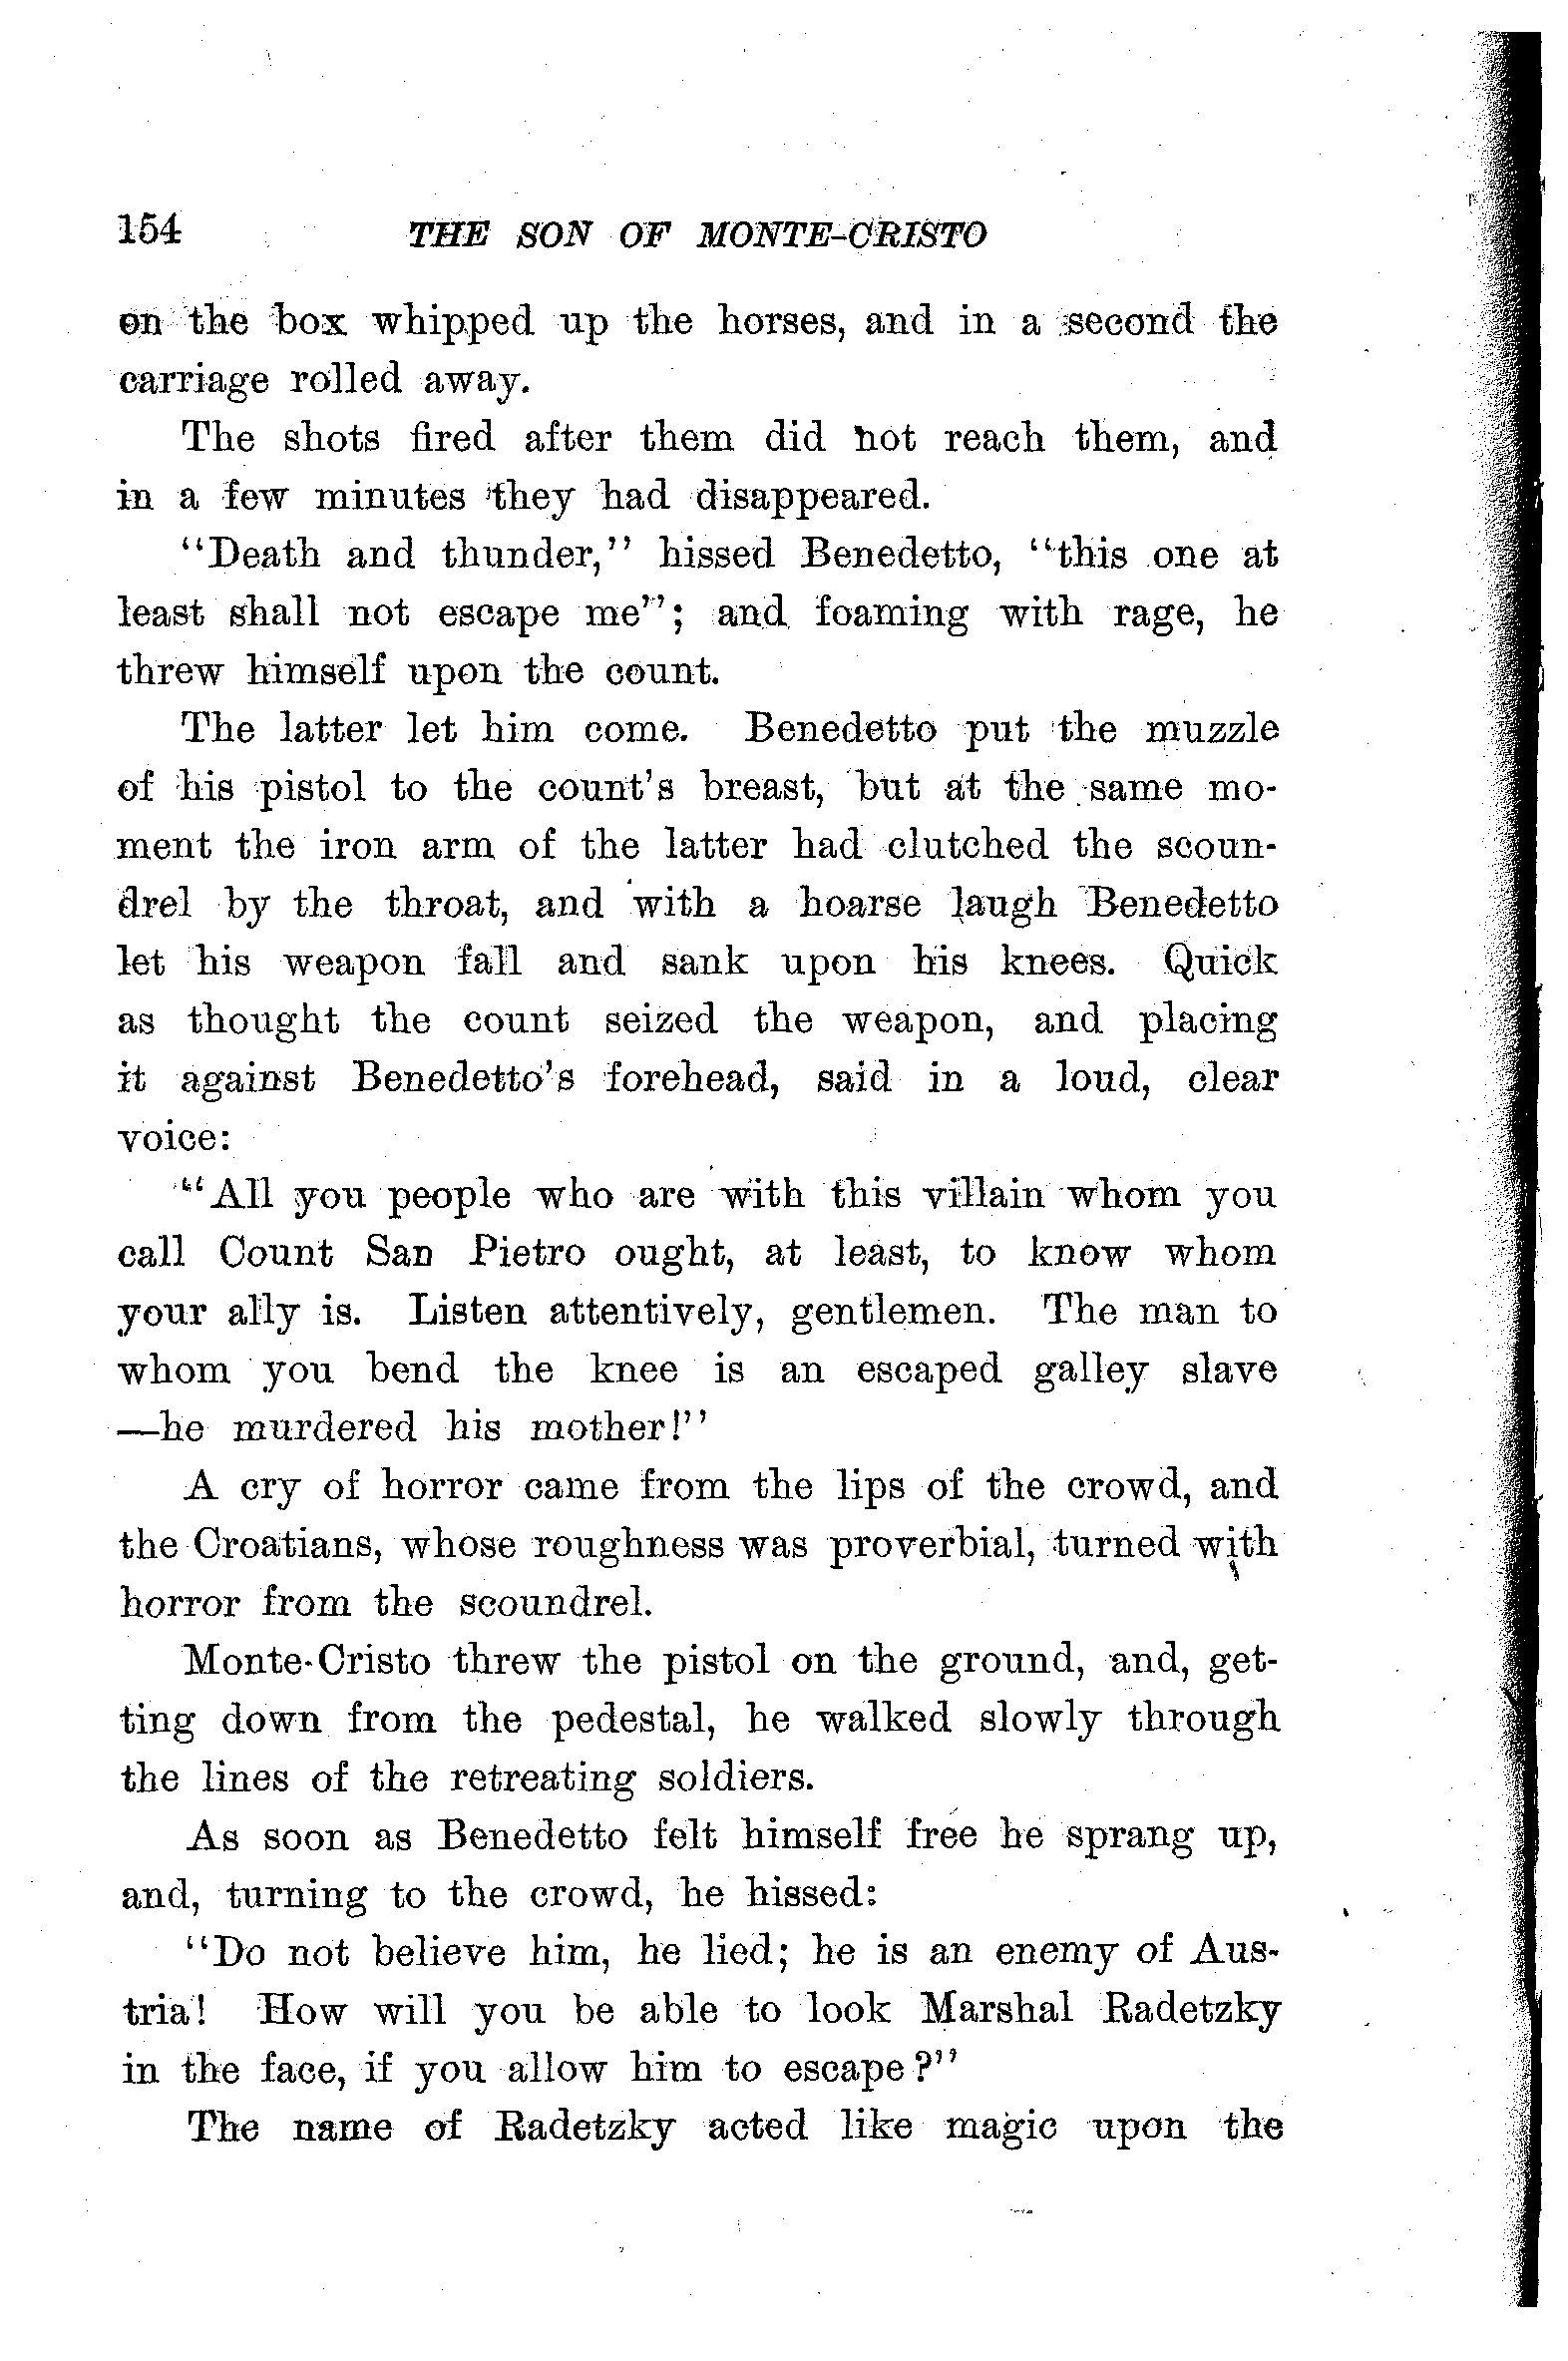 154 THE SON OF MONTE-CRISTO
on the box whipped up the horses, and in a second the
carriage rolled away.
The shots fired after them did not reach them, and
in a few minutes they had disappeared.
"Death and thunder," hissed Benedetto, "this one at
least shall not escape me"; and foaming with rage, he
threw himself upon the count.
The latter let him come. Benedetto put the muzzle
of his pistol to the count's breast, but at the same mo-
ment the iron arm of the latter had clutched the scoun-
drel by the throat, and with a hoarse laugh Benedetto
let his weapon fall and sank upon his knees. Quick
as thought the count seized the weapon, and placing
it against Benedetto's forehead, said in a loud, clear
voice:
"All you people who are with this villain whom you
call Count San Pietro ought, at least, to know whom
your ally is. Listen attentively, gentlemen. The man to
whom you bend the knee is an escaped galley slave
—he murdered his mother!"
A cry of horror came from the lips of the crowd, and
the Croatians, whose roughness was proverbial, turned with
horror from the scoundrel.
Monte-Cristo threw the pistol on the ground, and, get-
ting down from the pedestal, he walked slowly through
the lines of the retreating soldiers.
As soon as Benedetto felt himself free he sprang up,
and, turning to the crowd, he hissed:
"Do not believe him, he lied; he is an enemy of Aus-
tria! How will you be able to look Marshal Radetzky
in the face, if you allow him to escape?"
The name of Radetzky acted like magic upon the